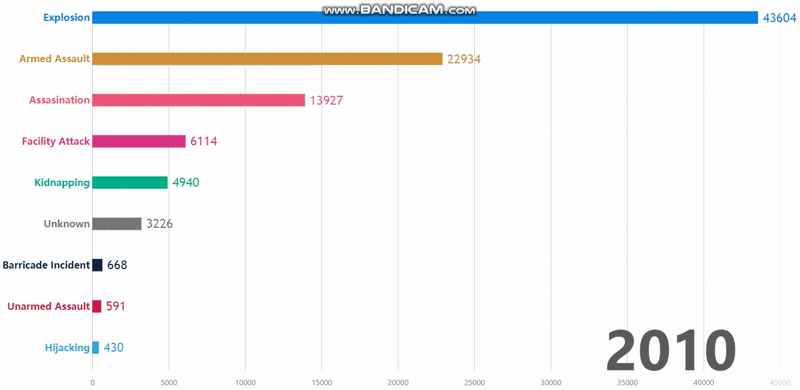 www.BANDICAM.com
Explosion 43604
Armed Assault 22934
Assasination 13927
Facility Attack 6114
Kidnapping 4940
Unknown 3226
Barricade Incident 668
Unarmed Assault 591
Hijacking 430
2010
0 5000 10000 15000 20000 25000 30000 35000 40000 45000